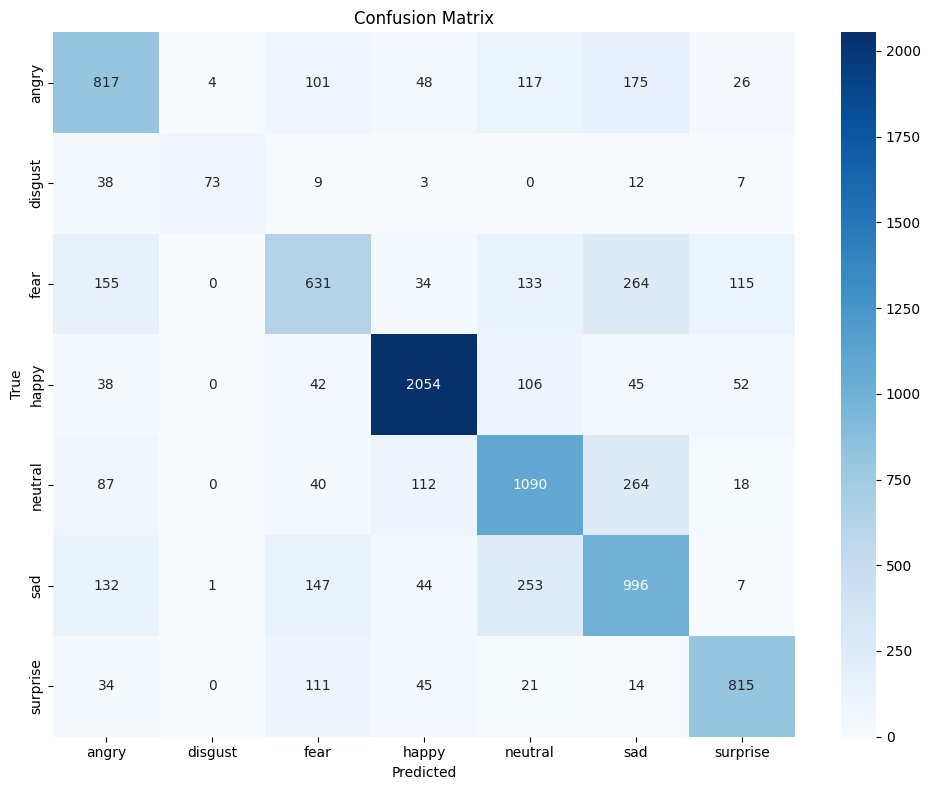 Confusion Matrix
angry 817 4 101 48 117 175 26
disgust 38 73 9 3 0 12 7
fear 155 0 631 34 133 264 115
happy 38 0 42 2054 106 45 52
neutral 87 0 40 112 1090 264 18
sad 132 1 147 44 253 996 7
surprise 34 0 111 45 21 14 815
True
angry disgust fear happy neutral sad surprise
Predicted
2000
1750
1500
1250
1000
750
500
250
0